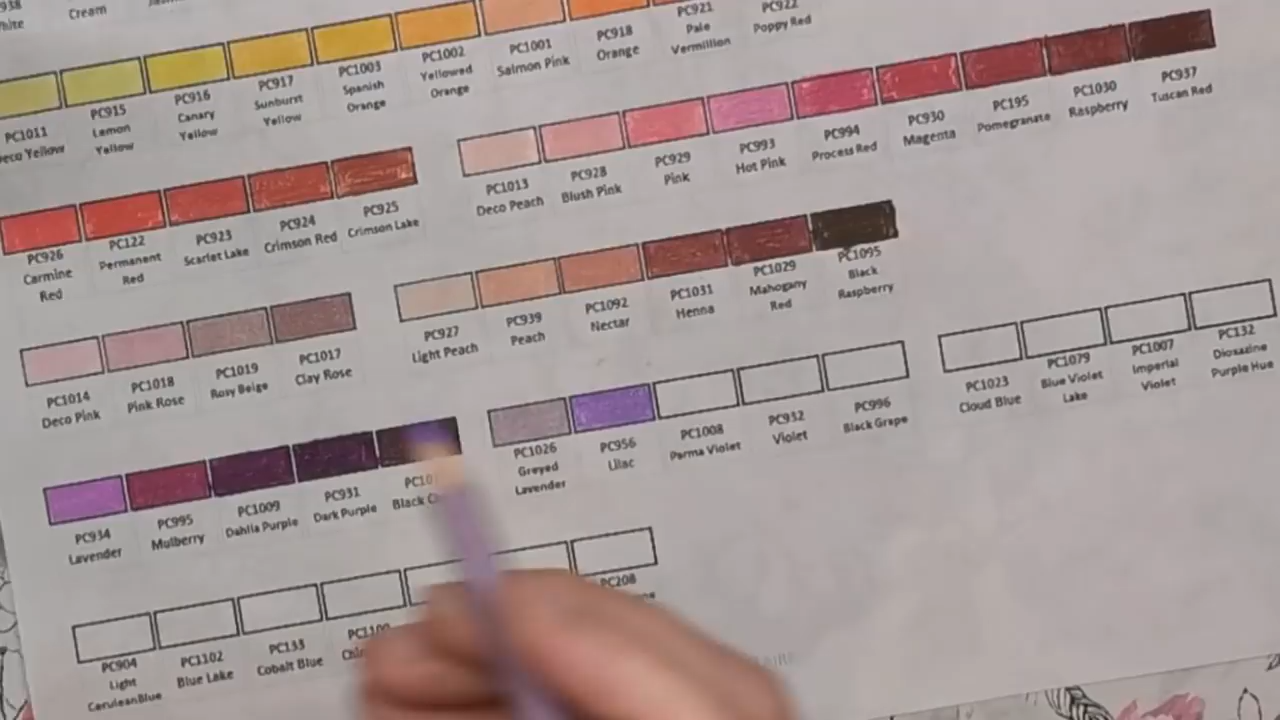 Cream
PC1011
PC915
Lemon
Yellow
PC916
Canary
Yellow
PC917
Sunburst
Yellow
PC1003
Spanish
Orange
PC1002
Yellowed
Orange
PC1001
Salmon Pink
PC918
Orange
PC921
Pale
Vermillion
PC922
Poppy Red
PC926
Carmine
Red
PC122
Permanent
Red
PC923
Scarlet Lake
PC924
Crimson Red
PC925
Crimson Lake
PC1013
Deco Peach
PC928
Blush Pink
PC929
Pink
PC993
Hot Pink
PC994
Process Red
PC930
Magenta
PC195
Pomegranate
PC1030
Raspberry
PC937
Tuscan Red
PC1014
Deco Pink
PC1018
Pink Rose
PC1019
Rosy Beige
PC1017
Clay Rose
PC927
Light Peach
PC939
Peach
PC1092
Nectar
PC1031
Henna
PC1029
Mahogany
Red
PC1095
Black
Raspberry
PC934
Lavender
PC995
Mulberry
PC1009
Dahlia Purple
PC931
Dark Purple
Black
PC1026
Greyed
Lavender
PC956
Lilac
PC1008
Parma Violet
PC932
Violet
PC996
Black Grape
PC1023
Cloud Blue
PC1079
Blue Violet
Lake
PC1007
Imperial
Violet
PC132
Dioxazine
Purple Hue
PC904
Light
CeruleanBlue
PC1102
Blue Lake
PC133
Cobalt Blue
PC1100
PC208